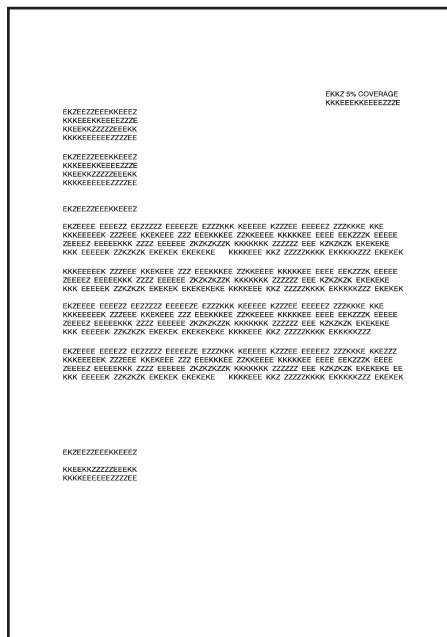 EKKZ 5% COVERAGE
KKKEEEKKEEEEZZZE
EKZEEZZEEEKKEEEZ
KKKEEEKKEEEEZZZE
KKEEKKZZZZZEEEKK
KKKKEEEEEEZZZZEE
EKZEEZZEEEKKEEEZ
KKKEEEKKEEEEZZZE
KKEEKKZZZZZEEEKK
KKKKEEEEEEZZZZEE
EKZEEZZEEEKKEEEZ
EKZEEEE EEEEZZ EEZZZZZ EEEEEZE EZZZKKK KEEEEE KZZZEE EEEEEZ ZZZKKKE KKE
KKKEEEEEK ZZZEEE KKEKEEE ZZZ EEEKKKEE ZZKKEEEE KKKKKEE EEEE EEKZZZK EEEEE
ZEEEEZ EEEEEKKK ZZZZ EEEEEE ZKZKZKZZK KKKKKKK ZZZZZZ EEE KZKZKZK EKEKEKE
KKK EEEEEK ZZKZKZK EKEKEK EKEKEKE KKKKEEE KKZ ZZZZZKKKK EKKKKKZZZ EKEKEK
KKKEEEEEK ZZZEEE KKEKEEE ZZZ EEEKKKEE ZZKKEEEE KKKKKEE EEEE EEKZZZK EEEEE
ZEEEEZ EEEEEKKK ZZZZ EEEEEE ZKZKZKZZK KKKKKKK ZZZZZZ EEE KZKZKZK EKEKEKE
KKK EEEEEK ZZKZKZK EKEKEK EKEKEKEKE KKKKEEE KKZ ZZZZZKKKK EKKKKKZZZ EKEKEK
EKZEEEE EEEEZZ EEZZZZZ EEEEEZE EZZZKKK KEEEEE KZZZEE EEEEEZ ZZZKKKE KKE
KKKEEEEEK ZZZEEE KKEKEEE ZZZ EEEKKKEE ZZKKEEEE KKKKKEE EEEE EEKZZZK EEEEE
ZEEEEZ EEEEEKKK ZZZZ EEEEEE ZKZKZKZZK KKKKKKK ZZZZZZ EEE KZKZKZK EKEKEKE
KKK EEEEEK ZZKZKZK EKEKEK EKEKEKEKE KKKKEEE KKZ ZZZZZKKKK EKKKKKZZZ
EKZEEEE EEEEZZ EEZZZZZ EEEEEZE EZZZKKK KEEEEE KZZZEE EEEEEZ ZZZKKKE KKEZZZ
KKKEEEEEK ZZZEEE KKEKEEE ZZZ EEEKKKEE ZZKKEEEE KKKKKEE EEEE EEKZZZK EEEE
ZEEEEZ EEEEEKKK ZZZZ EEEEEE ZKZKZKZZK KKKKKKK ZZZZZZ EEE KZKZKZK EKEKEKE EE
KKK EEEEEK ZZKZKZK EKEKEK EKEKEKE KKKKEEE KKZ ZZZZZKKKK EKKKKKZZZ EKEKEK
EKZEEZZEEEKKEEEZ
KKEEKKZZZZZEEEKK
KKKKEEEEEEZZZZEE